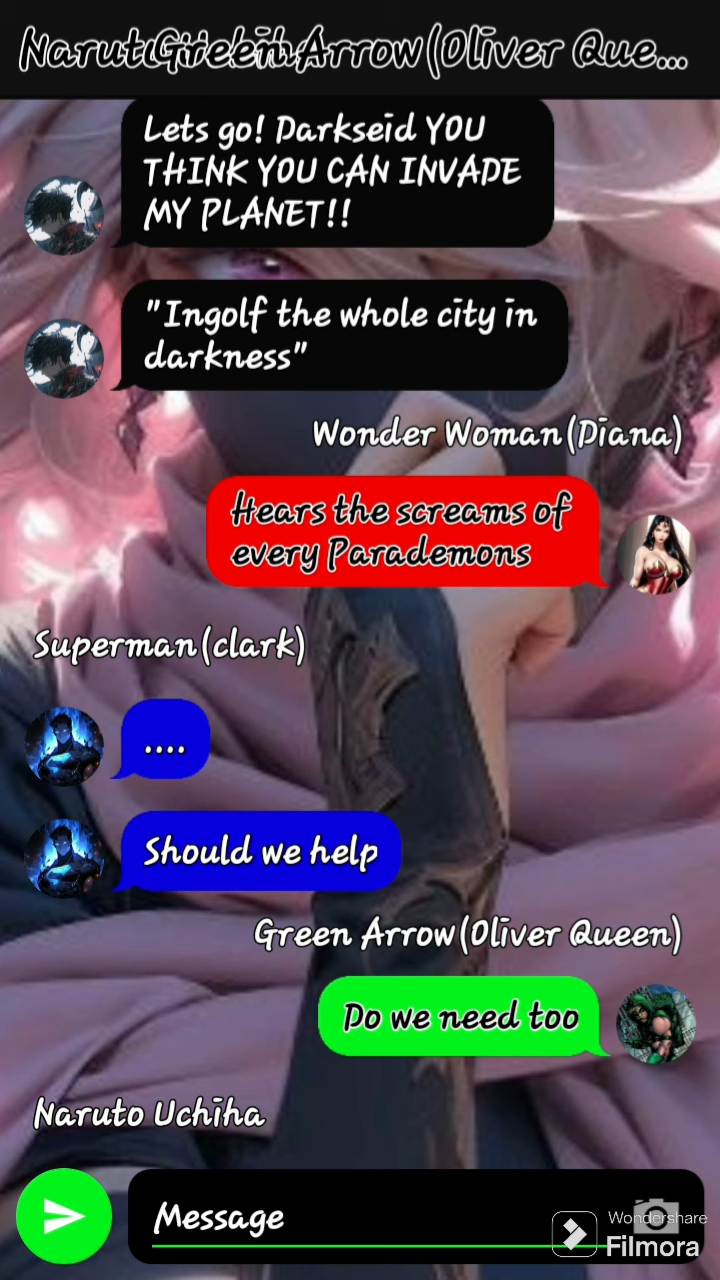 Green Arrow(Oliver Que...
Lets go! Darkseid YOU
THINK YOU CAN INVADE
MY PLANET!!
"Ingolf the whole city in
darkness"
Wonder Woman(Diana)
Hears the screams of
every Parademons
Superman(clark)
....
Should we help
Green Arrow(Oliver Queen)
Do we need too
Naruto Uchiha
Message
Wondershare
Filmora